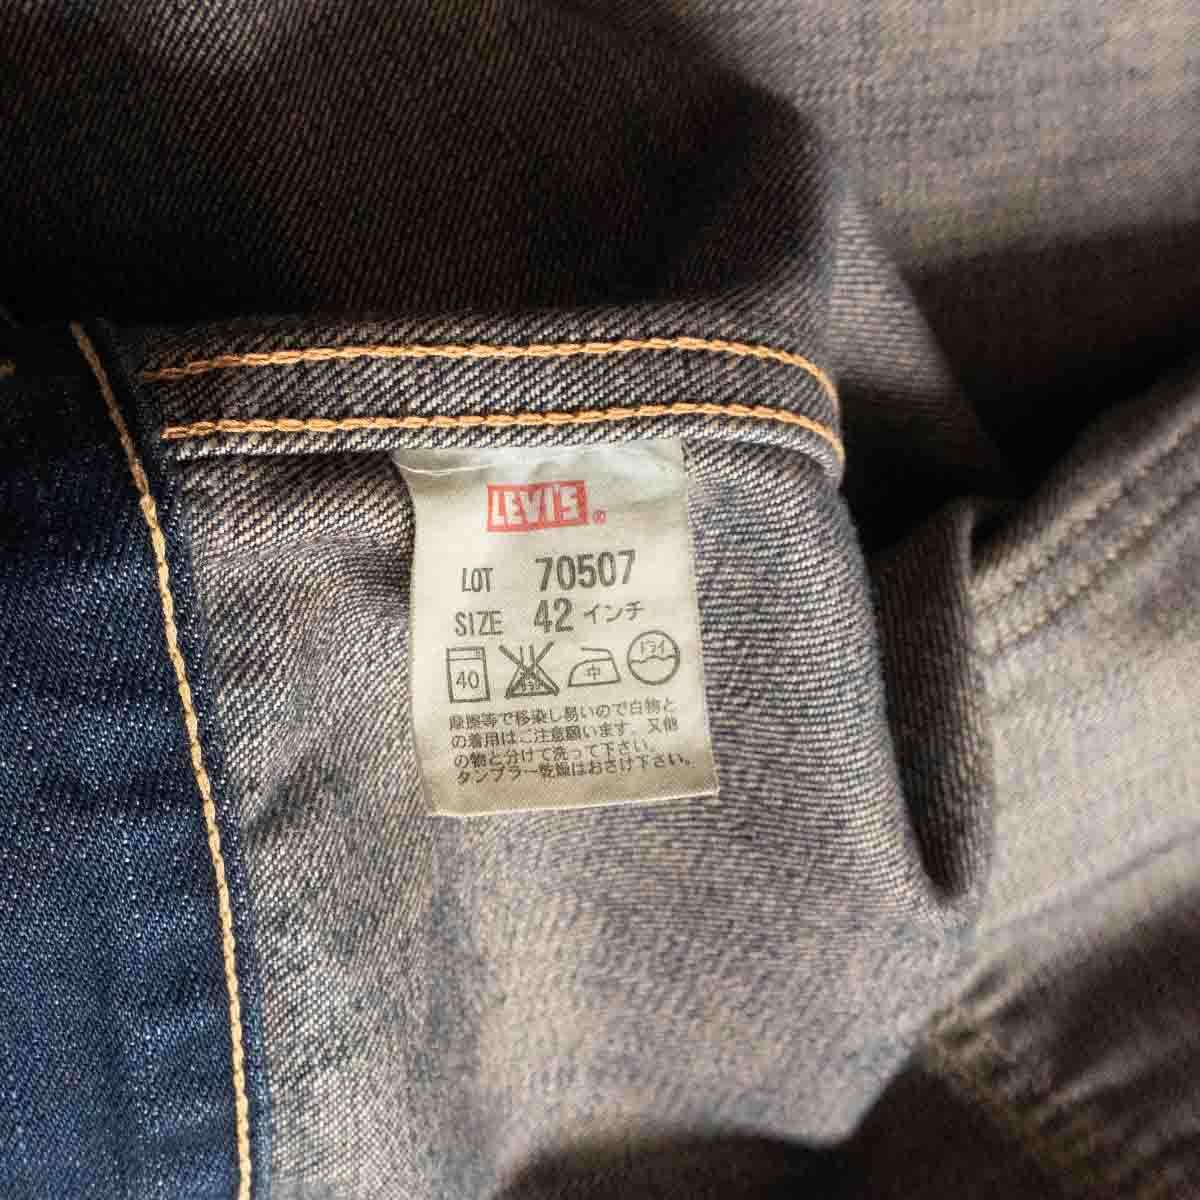 LEVI'S®
LOT 70507
SIZE 42 インチ
40 中 ドライ
摩擦等で移染し易いので白物と
の着用はご注意願います。又他
の物と分けて洗って下さい。
タンブラー乾燥はおさけ下さい。